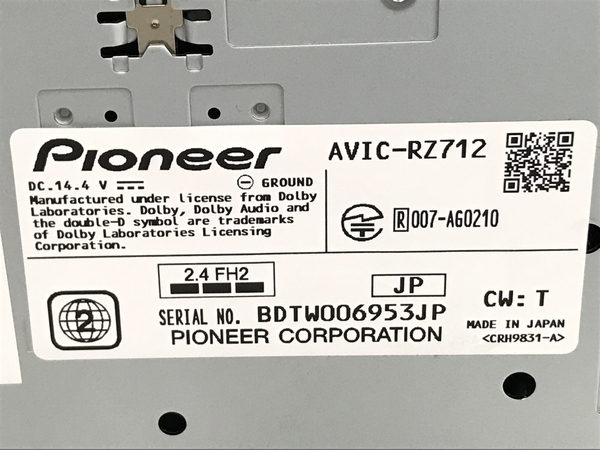 Pioneer
AVIC-RZ712
DC.14.4 V
GROUND
Manufactured under license from Dolby
Laboratories. Dolby, Dolby Audio and
the double-D symbol are trademarks
of Dolby Laboratories Licensing
Corporation.
R 007-AG0210
2.4 FH2
JP
2
SERIAL NO. BDTW006953JP
CW: T
PIONEER CORPORATION
MADE IN JAPAN
<CRH9831-A>